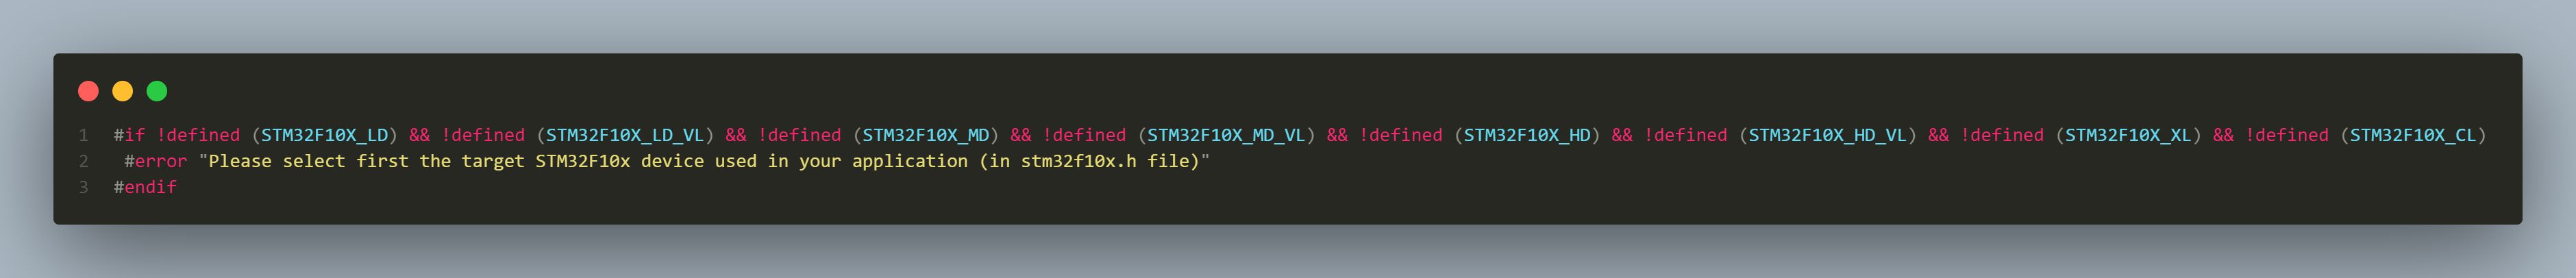 1 #if !defined (STM32F10X_LD) && !defined (STM32F10X_LD_VL) && !defined (STM32F10X_MD) && !defined (STM32F10X_MD_VL) && !defined (STM32F10X_HD) && !defined (STM32F10X_HD_VL) && !defined (STM32F10X_XL) && !defined (STM32F10X_CL)
2  #error "Please select first the target STM32F10x device used in your application (in stm32f10x.h file)"
3 #endif